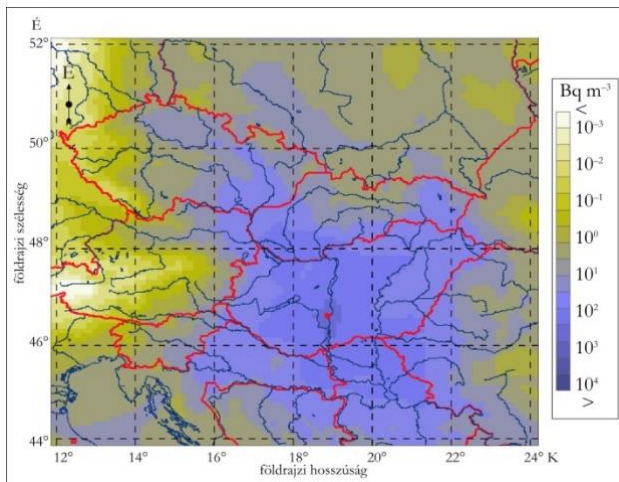 É
52°
50°
48°
46°
44°
földrajzi szélesség
É
12° 14° 16° 18° 20° 22° 24° K
földrajzi hosszúság
Bq m⁻³
<
10⁻³
10⁻²
10⁻¹
10⁰
10¹
10²
10³
10⁴
>